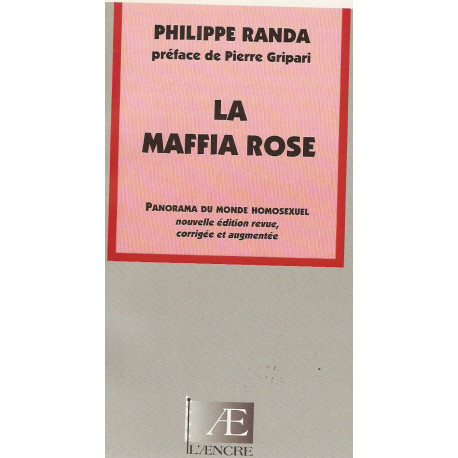 PHILIPPE RANDA
préface de Pierre Gripari
LA
MAFFIA ROSE
PANORAMA DU MONDE HOMOSEXUEL
nouvelle édition revue,
corrigée et augmentée
Æ
L'ÆNCRE